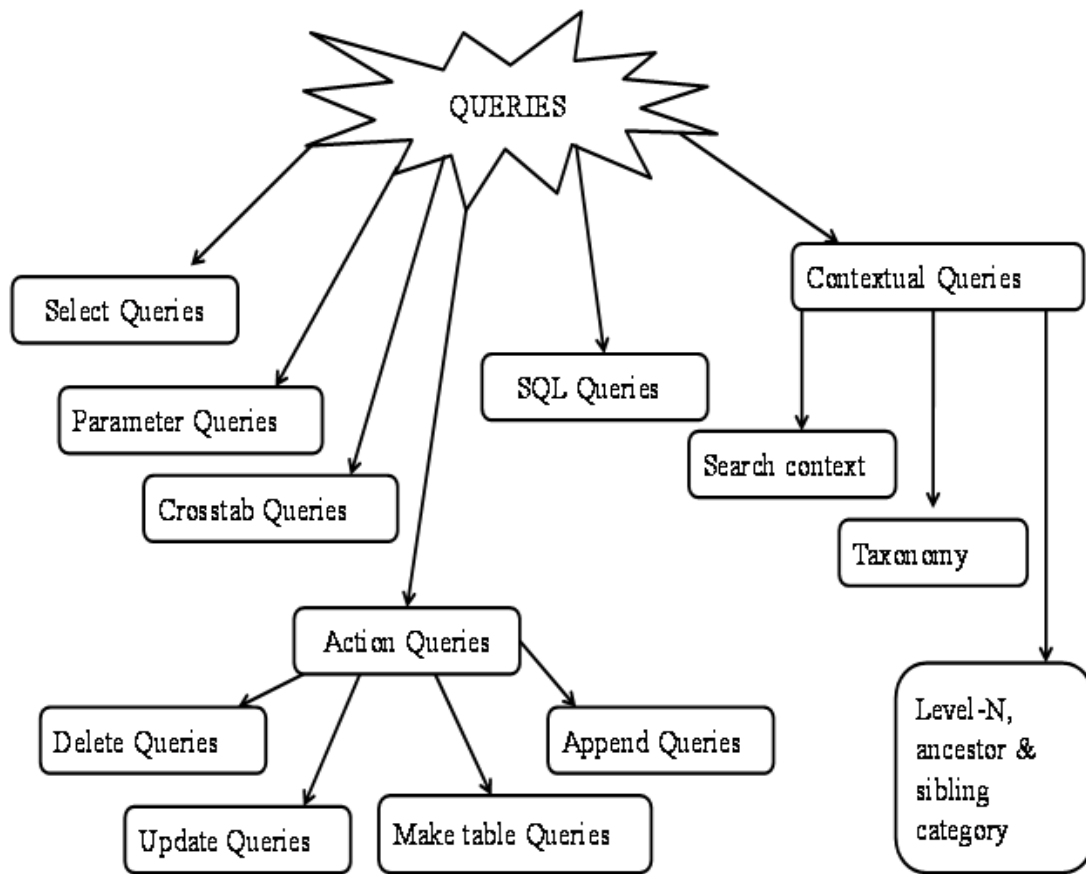 QUERIES
Select Queries
Contextual Queries
SQL Queries
Parameter Queries
Search context
Crosstab Queries
Taxonomy
Action Queries
Delete Queries
Append Queries
Update Queries
Make table Queries
Level-N,
ancestor &
sibling
category